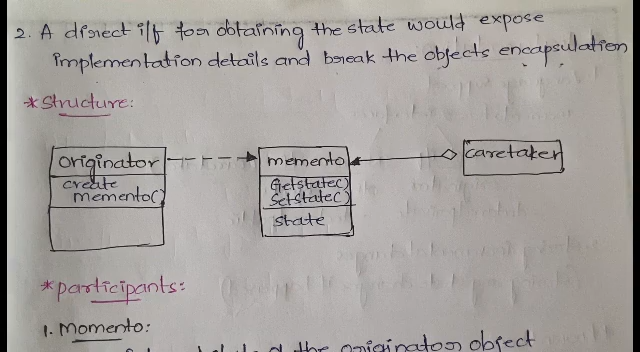 2. A direct i/f for obtaining the state would expose
implementation details and break the objects encapsulation
*Structure:
originator
create
memento()
memento
Getstate()
Setstate()
state
caretaker
*participants:
1. Momento:
the originator object